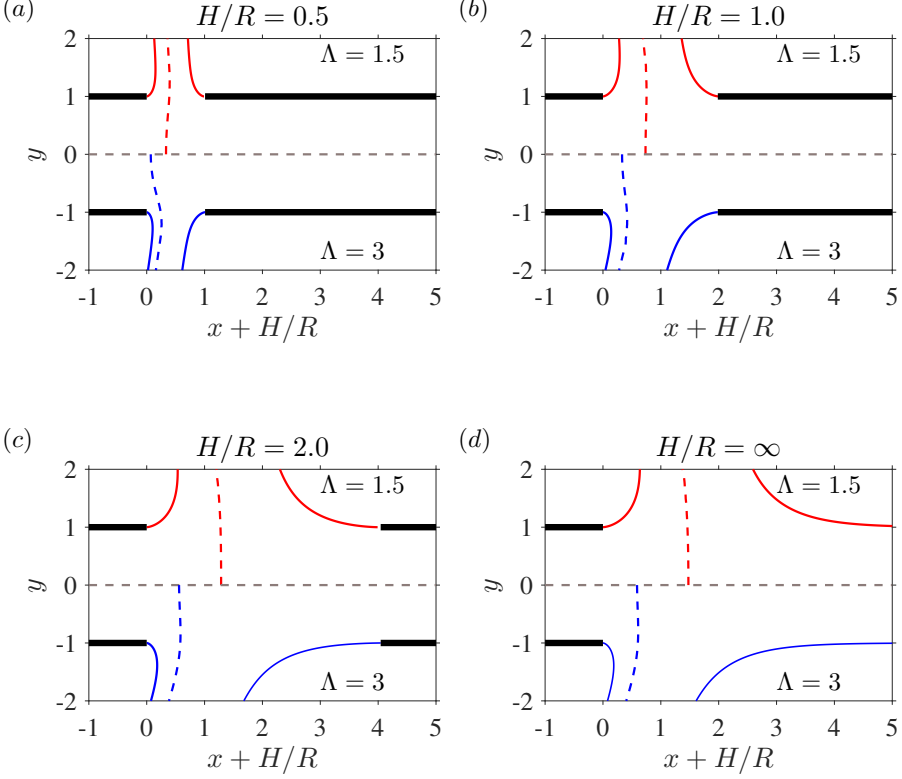 (a)
H/R = 0.5
2
1
0
-1
-2
y
Λ = 1.5
Λ = 3
-1 0 1 2 3 4 5
x + H/R
(b)
H/R = 1.0
2
1
0
-1
-2
y
Λ = 1.5
Λ = 3
-1 0 1 2 3 4 5
x + H/R
(c)
H/R = 2.0
2
1
0
-1
-2
y
Λ = 1.5
Λ = 3
-1 0 1 2 3 4 5
x + H/R
(d)
H/R = ∞
2
1
0
-1
-2
y
Λ = 1.5
Λ = 3
-1 0 1 2 3 4 5
x + H/R